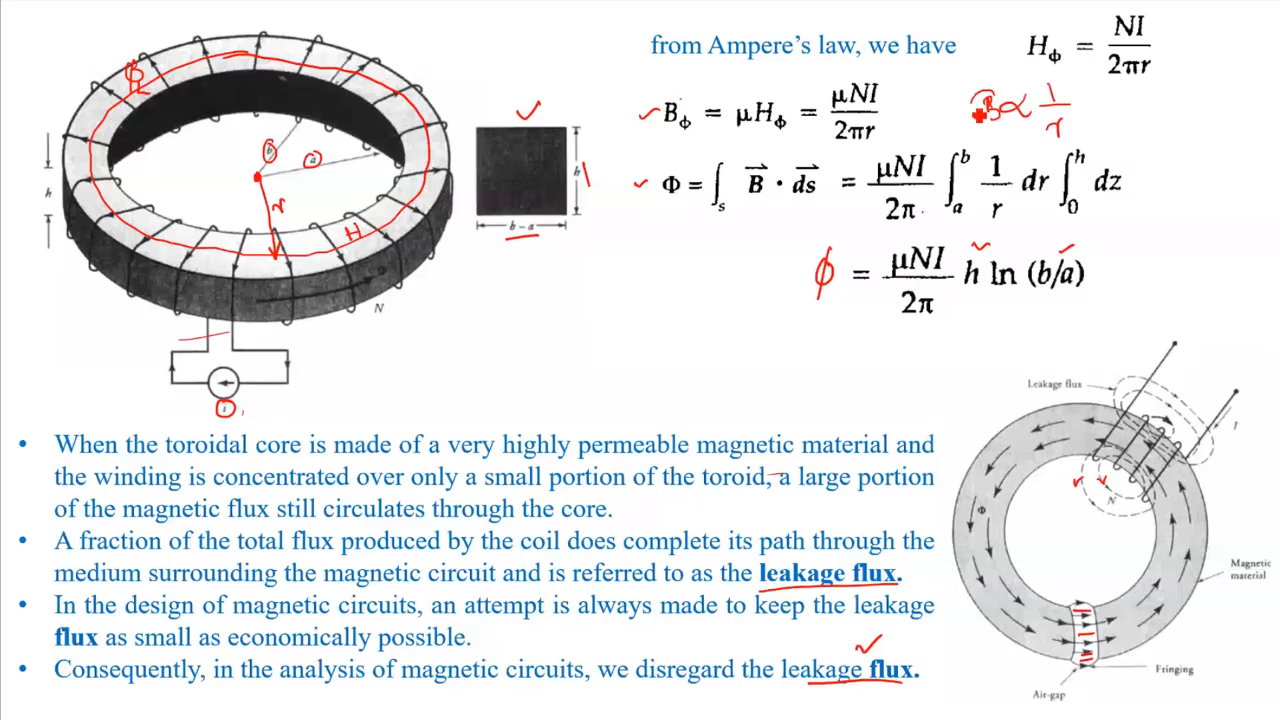 from Ampere's law, we have H_ϕ = NI / 2πr
B_ϕ = μH_ϕ = μNI / 2πr
B ∝ 1/r
Φ = ∫_s B⃗ · ds⃗ = μNI / 2π ∫_a^b 1/r dr ∫_0^h dz
ϕ = μNI / 2π h ln (b/a)
b
a
r
H
h
N
i
h
b – a
Leakage flux
I
N
Φ
Magnetic
material
Fringing
Air-gap
• When the toroidal core is made of a very highly permeable magnetic material and
the winding is concentrated over only a small portion of the toroid, a large portion
of the magnetic flux still circulates through the core.
• A fraction of the total flux produced by the coil does complete its path through the
medium surrounding the magnetic circuit and is referred to as the leakage flux.
• In the design of magnetic circuits, an attempt is always made to keep the leakage
flux as small as economically possible.
• Consequently, in the analysis of magnetic circuits, we disregard the leakage flux.